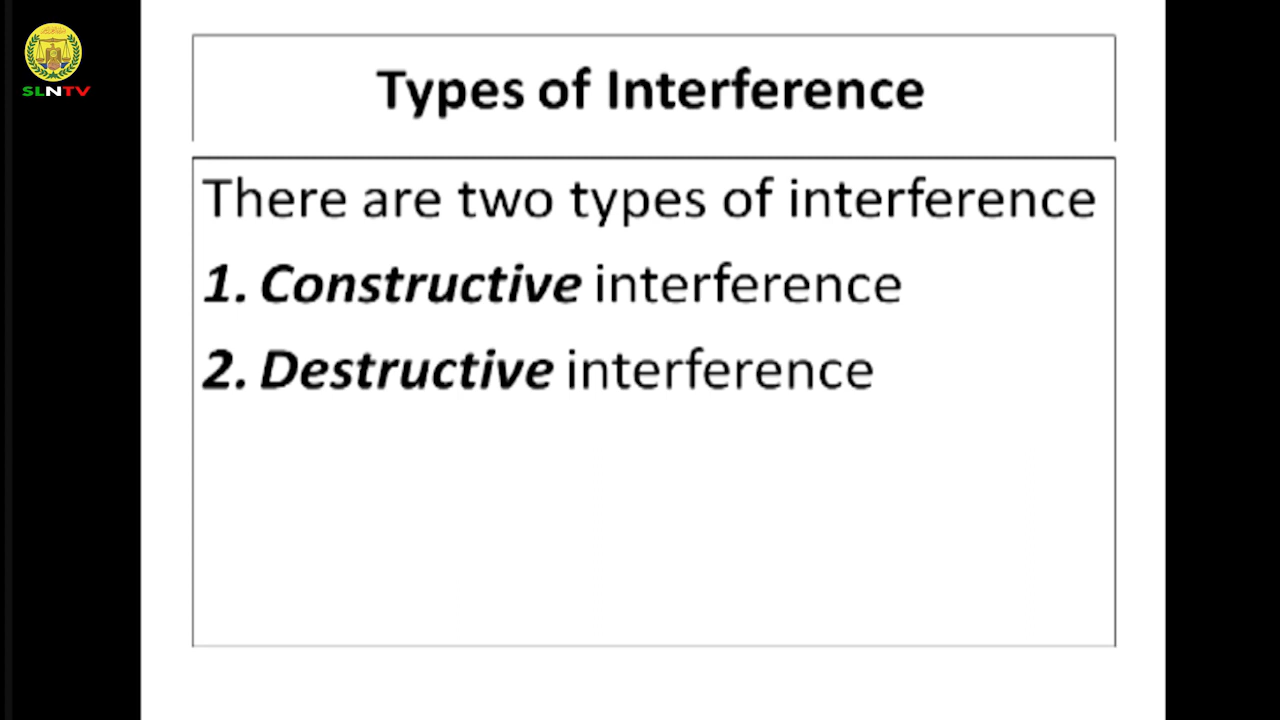 SLNTV
Types of Interference
There are two types of interference
1. Constructive interference
2. Destructive interference